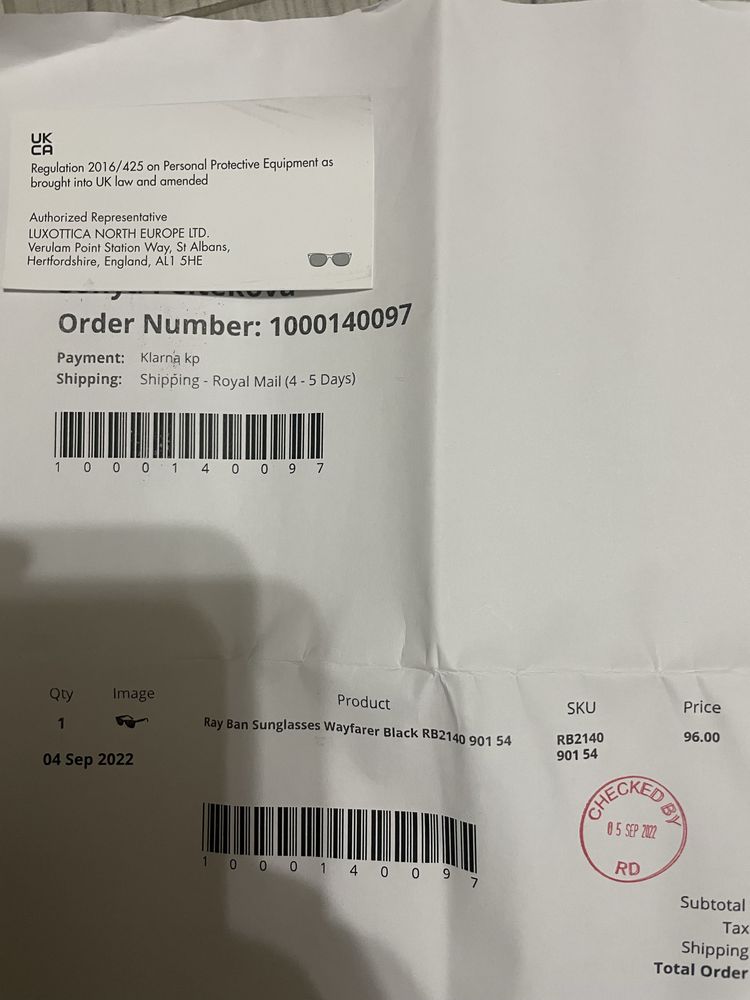 UK
CA
Regulation 2016/425 on Personal Protective Equipment as
brought into UK law and amended
Authorized Representative
LUXOTTICA NORTH EUROPE LTD.
Verulam Point Station Way, St Albans,
Hertfordshire, England, AL1 5HE
Order Number: 1000140097
Payment: Klarna kp
Shipping: Shipping - Royal Mail (4 - 5 Days)
1 0 0 0 1 4 0 0 9 7
Qty Image Product SKU Price
1 Ray Ban Sunglasses Wayfarer Black RB2140 901 54 RB2140 96.00
901 54
04 Sep 2022
CHECKED BY
05 SEP 2022
RD
1 0 0 0 1 4 0 0 9 7
Subtotal
Tax
Shipping
Total Order